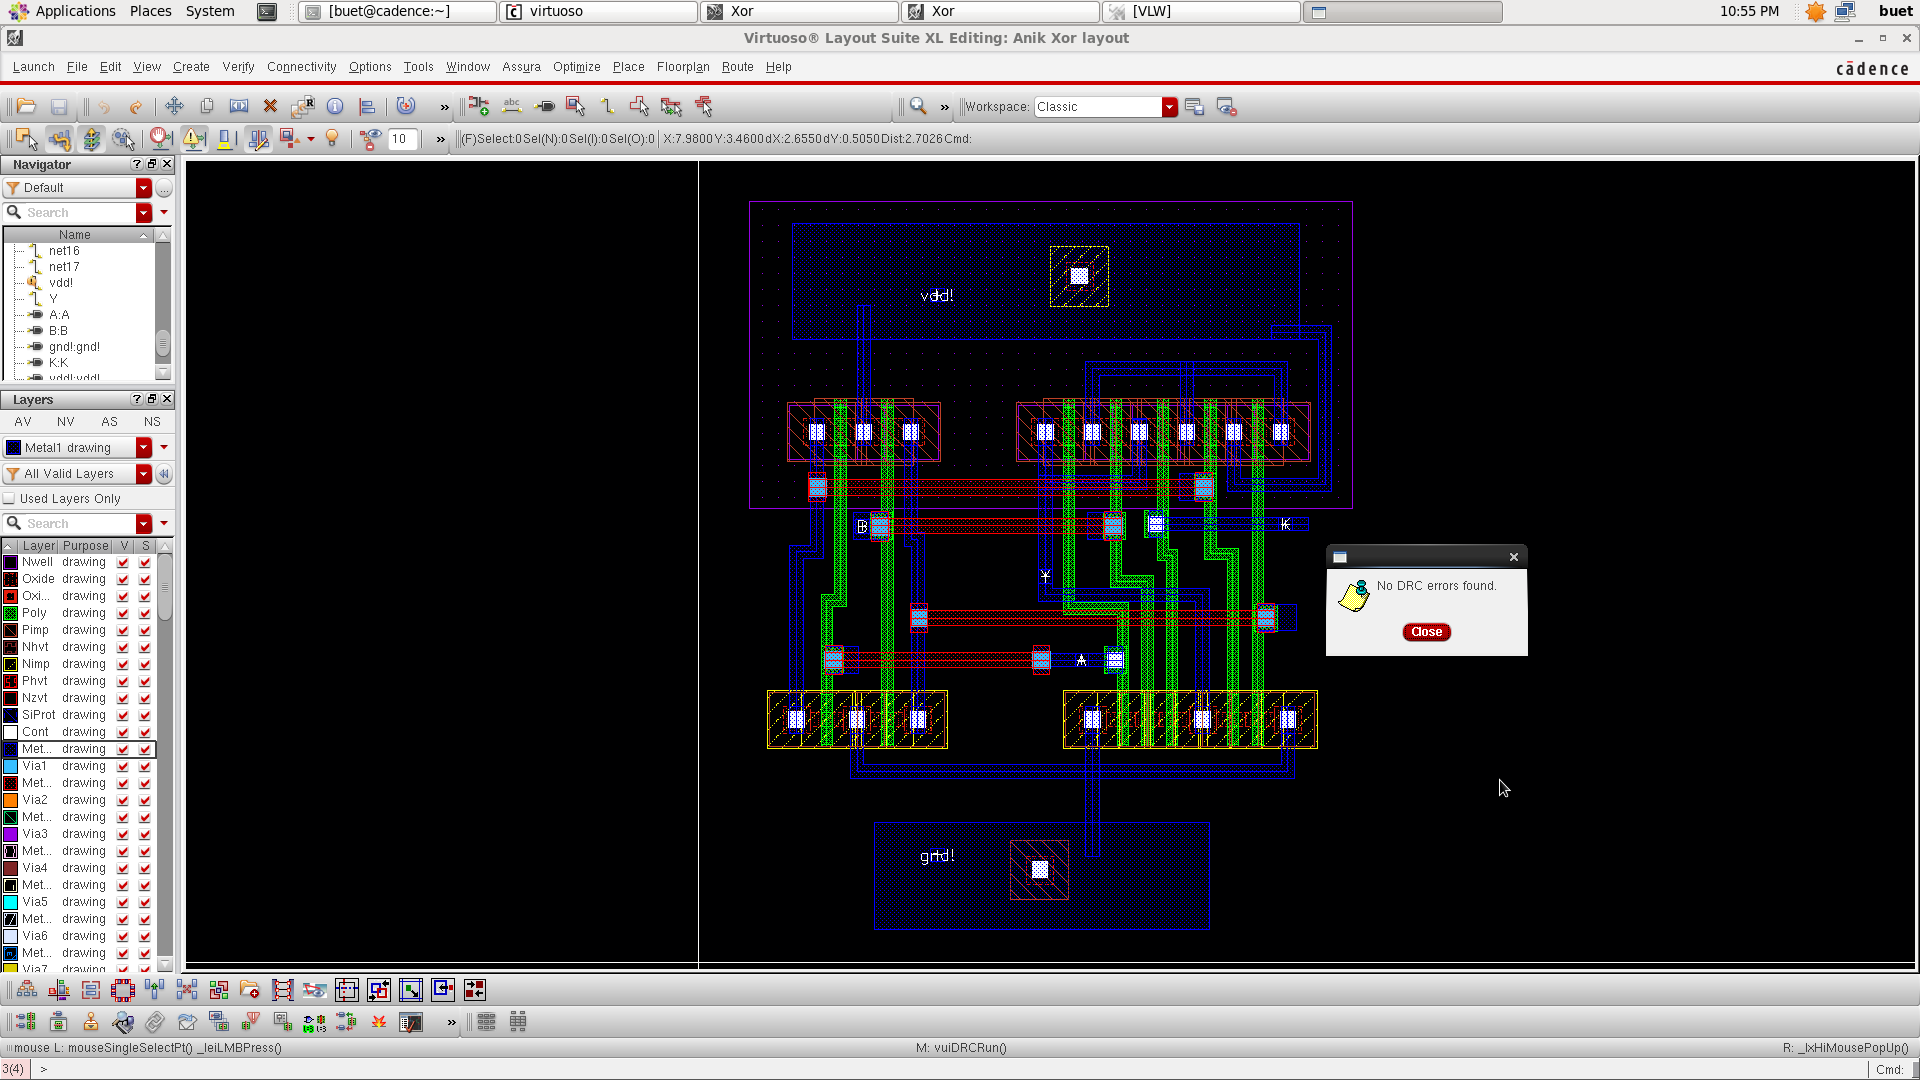 Applications Places System [buet@cadence:~] virtuoso Xor Xor [VLW] 10:55 PM buet
Virtuoso® Layout Suite XL Editing: Anik Xor layout
Launch File Edit View Create Verify Connectivity Options Tools Window Assura Optimize Place Floorplan Route Help cādence
Workspace: Classic
10 (F)Select:0 Sel(N):0 Sel(I):0 Sel(O):0 X:7.9800 Y:3.4600 dX:2.6550 dY:0.5050 Dist:2.7026 Cmd:
Navigator
Default
Search
Name
net16
net17
vdd!
Y
A:A
B:B
gnd!:gnd!
K:K
vdd!:vdd!
Layers
AV NV AS NS
Metal1 drawing
All Valid Layers
Used Layers Only
Search
Layer Purpose V S
Nwell drawing
Oxide drawing
Oxi... drawing
Poly drawing
Pimp drawing
Nhvt drawing
Nimp drawing
Phvt drawing
Nzvt drawing
SiProt drawing
Cont drawing
Met... drawing
Via1 drawing
Met... drawing
Via2 drawing
Met... drawing
Via3 drawing
Met... drawing
Via4 drawing
Met... drawing
Via5 drawing
Met... drawing
Via6 drawing
Met... drawing
Via7 drawing
vdd!
B
K
Y
A
gnd!
No DRC errors found.
Close
mouse L: mouseSingleSelectPt() _leiLMBPress() M: vuiDRCRun() R: _lxHiMousePopUp()
3(4) > Cmd: